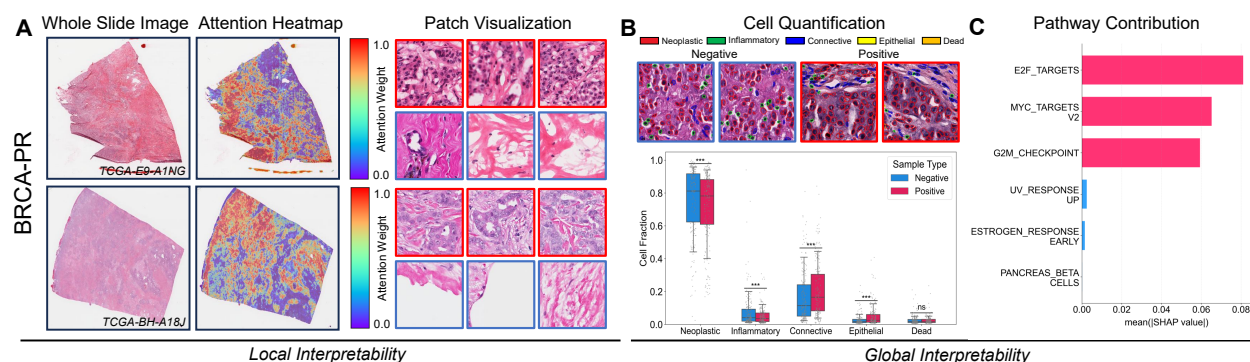 A
Whole Slide Image
Attention Heatmap
Patch Visualization
BRCA-PR
TCGA-E9-A1NG
1.0
Attention Weight
0.0
TCGA-BH-A18J
1.0
Attention Weight
0.0
Local Interpretability
B
Cell Quantification
Neoplastic
Inflammatory
Connective
Epithelial
Dead
Negative
Positive
Cell Fraction
1.0
0.8
0.6
0.4
0.2
0.0
***
***
***
***
ns
Sample Type
Negative
Positive
Neoplastic
Inflammatory
Connective
Epithelial
Dead
C
Pathway Contribution
E2F_TARGETS
MYC_TARGETS
V2
G2M_CHECKPOINT
UV_RESPONSE
UP
ESTROGEN_RESPONSE
EARLY
PANCREAS_BETA
CELLS
0.00
0.02
0.04
0.06
0.08
mean(|SHAP value|)
Global Interpretability